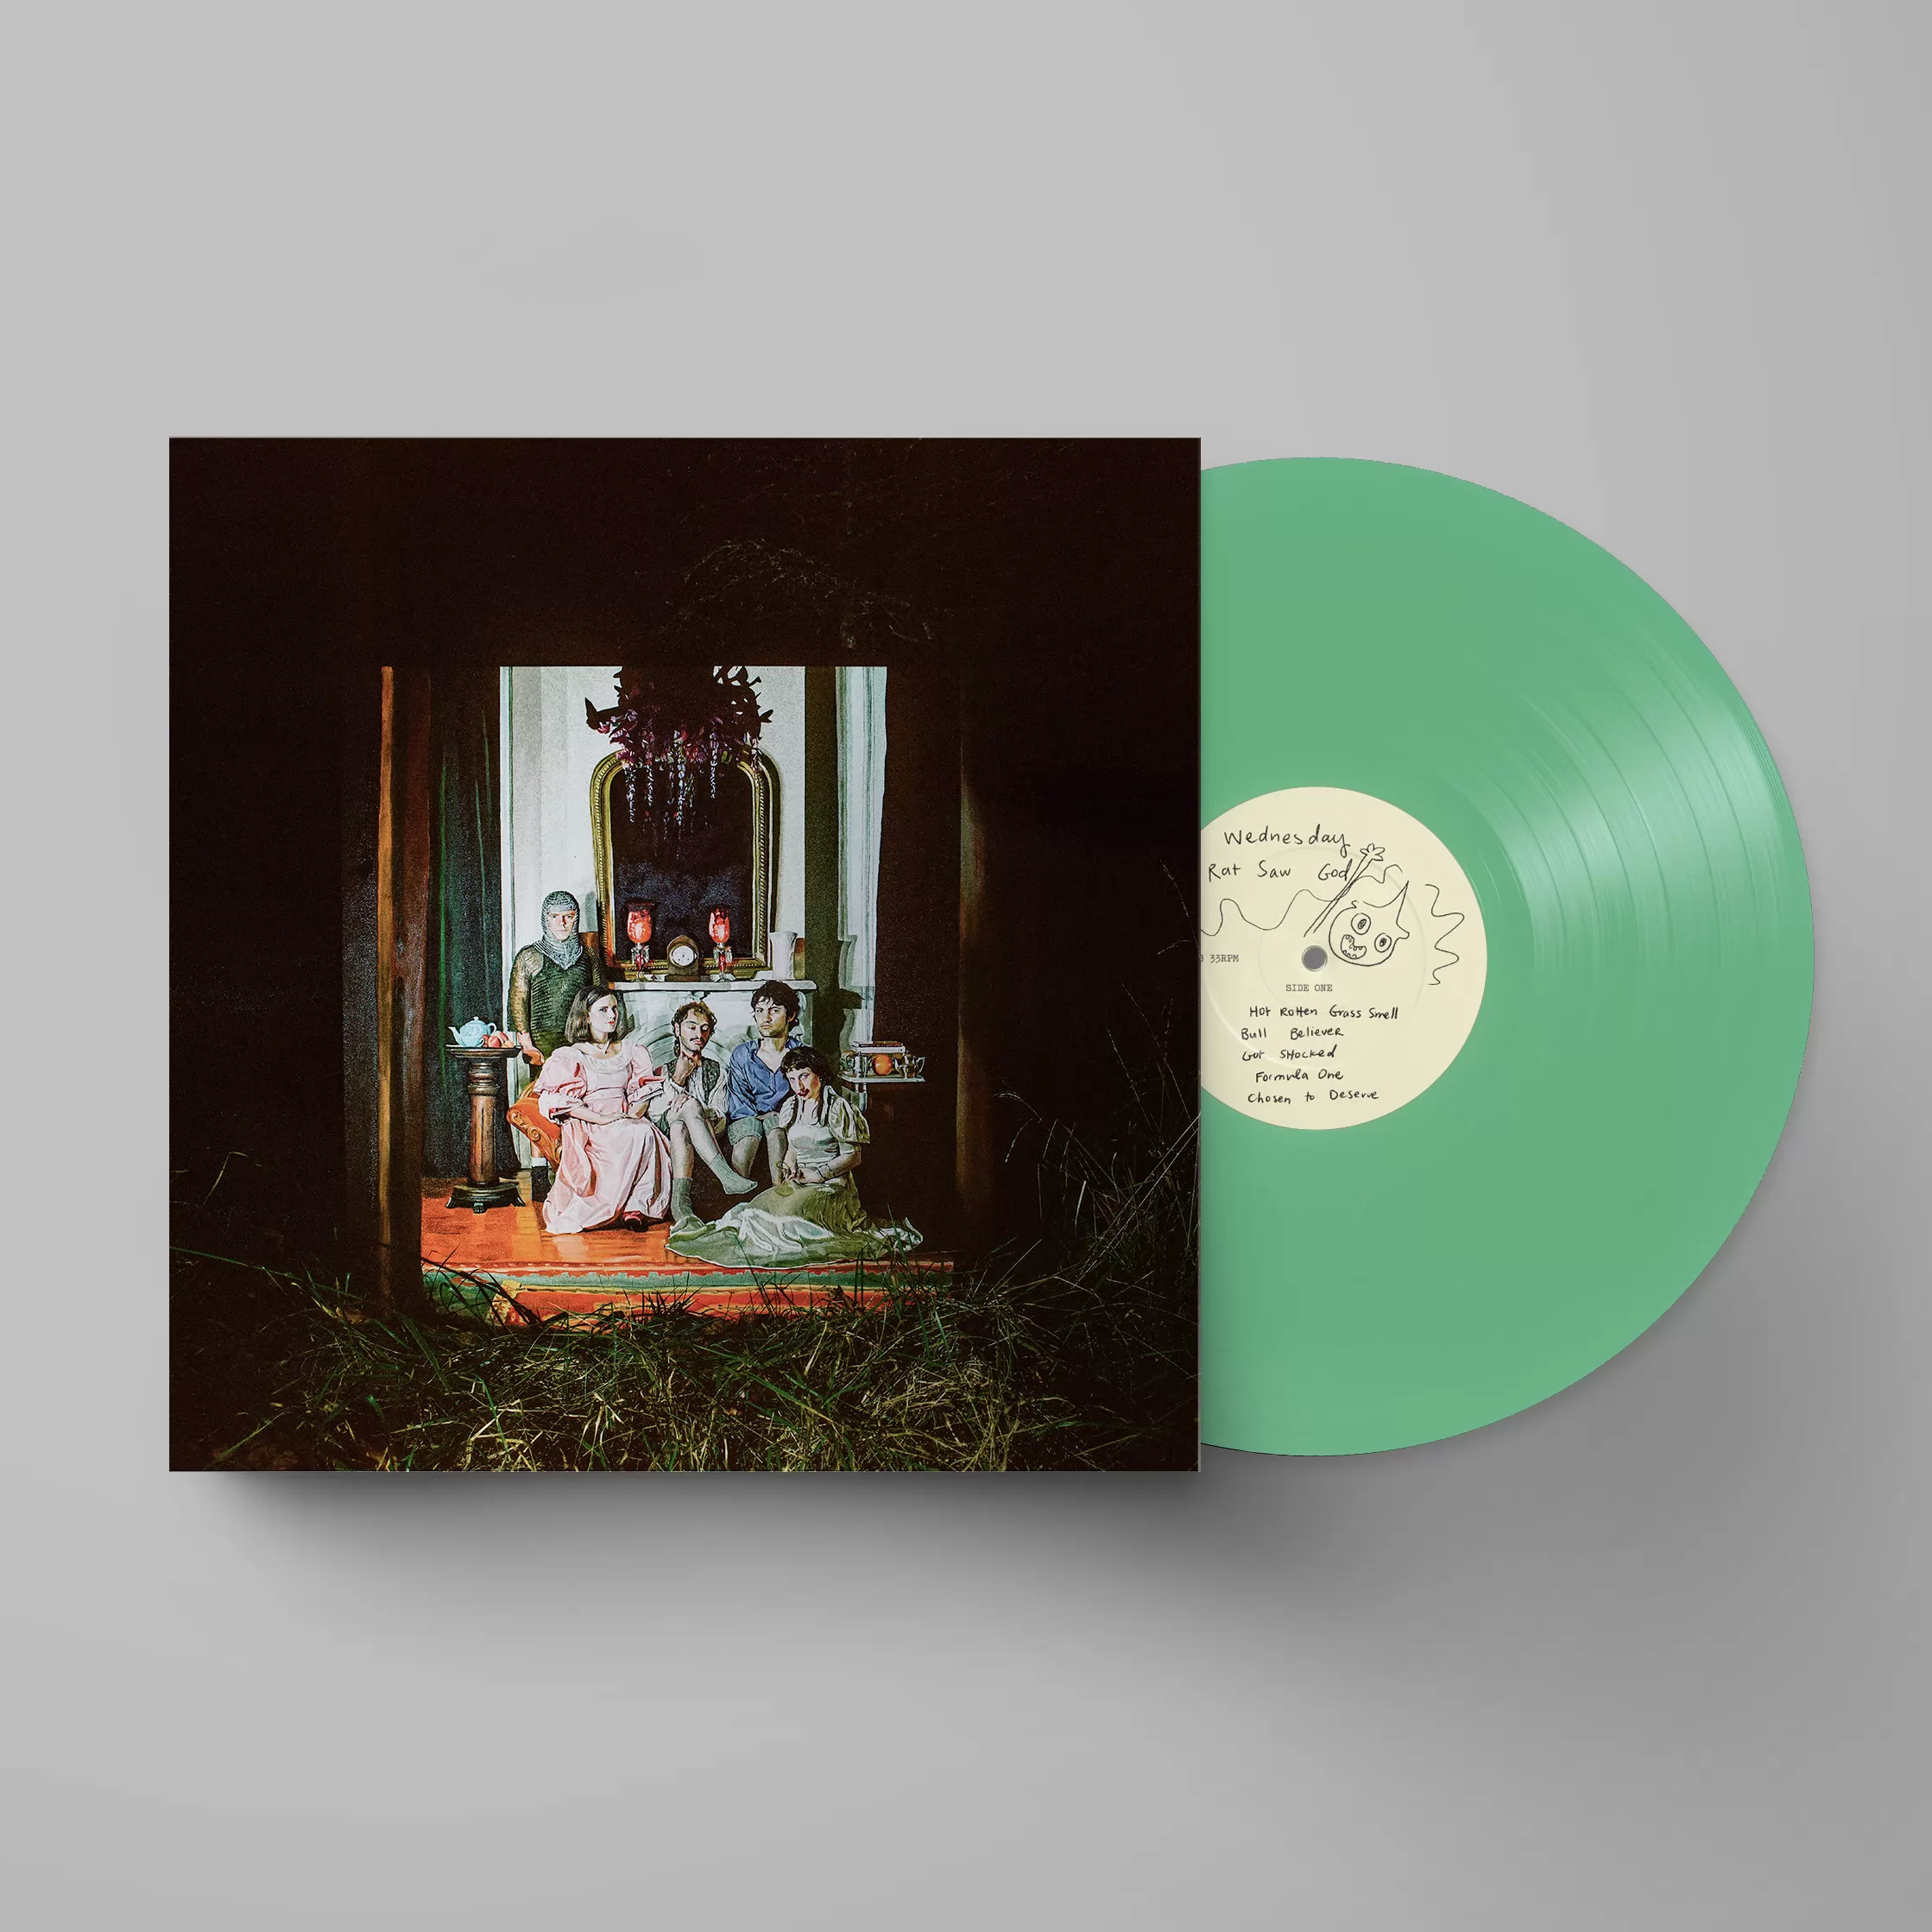 Wednesday
Rat Saw God
33RPM
SIDE ONE
Hot Rotten Grass Smell
Bull Believer
Got Shocked
Formula One
Chosen to Deserve